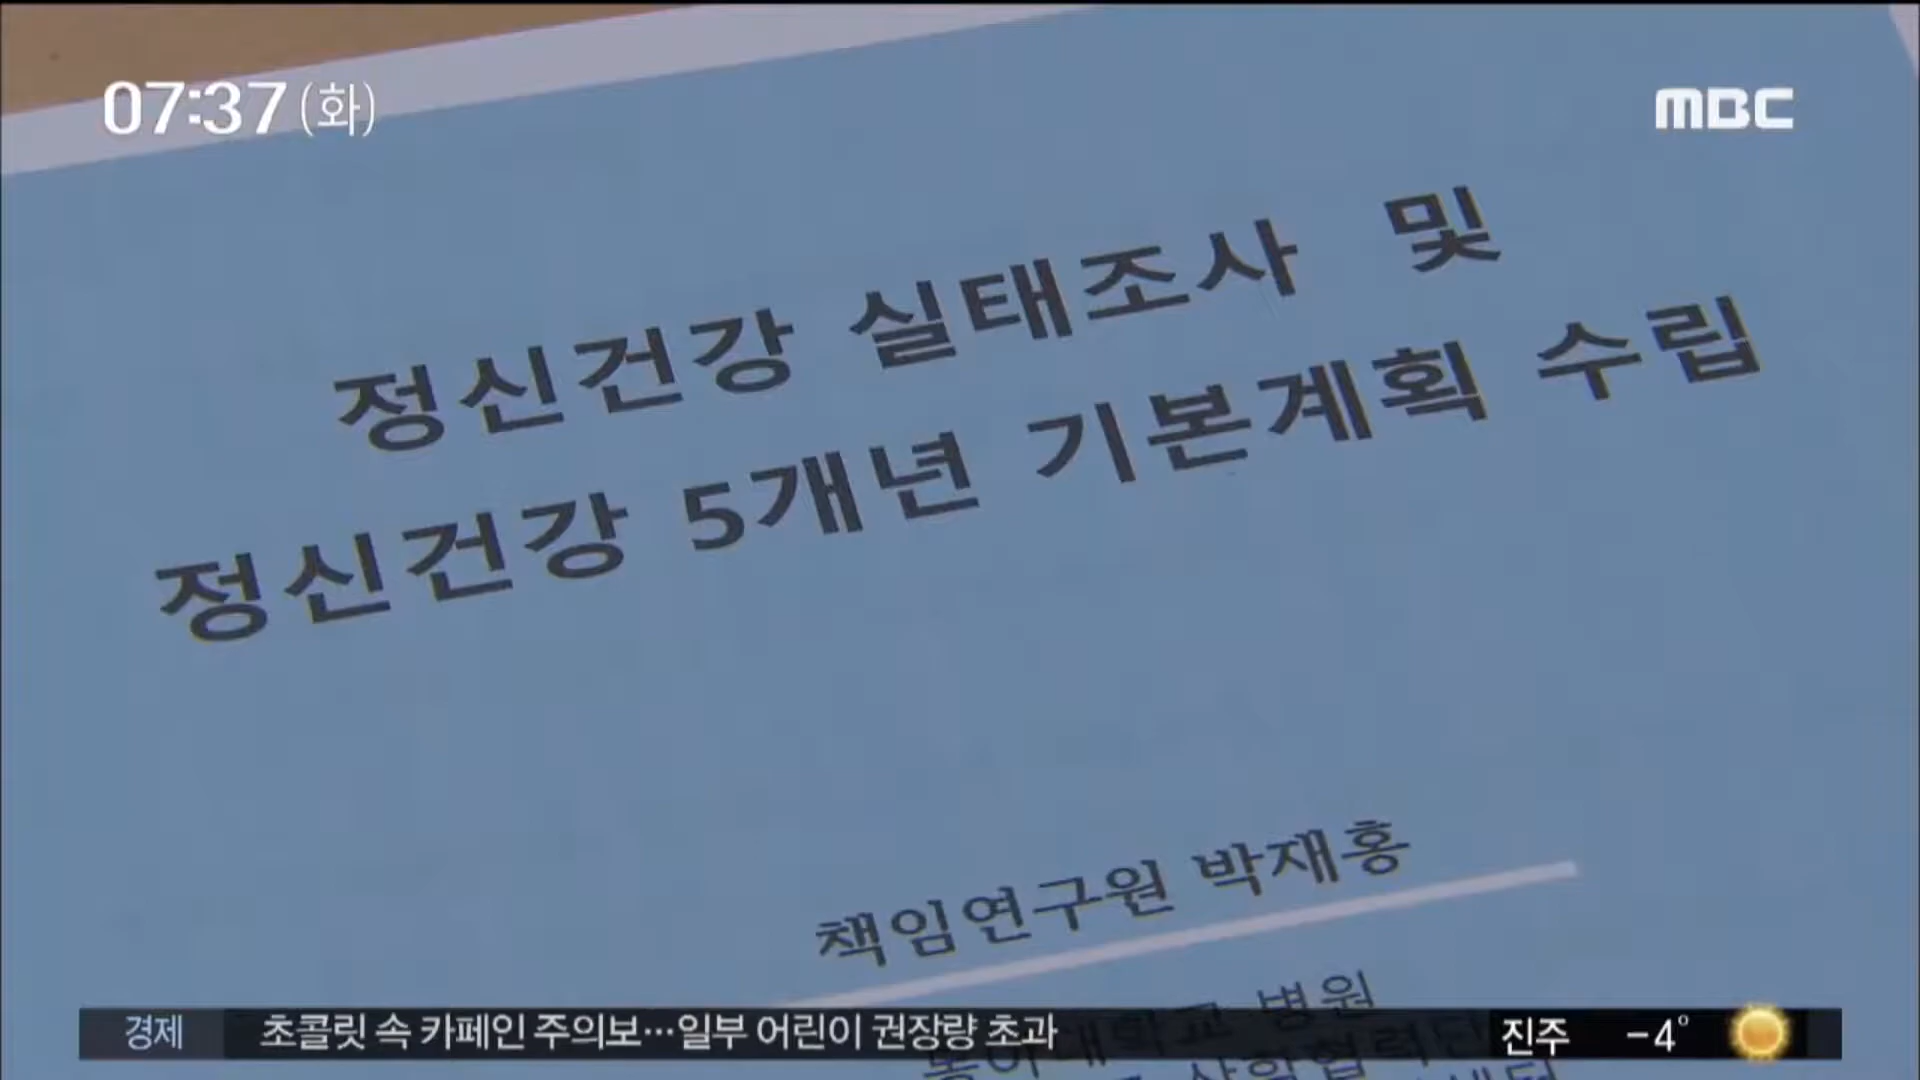 07:37(화)
MBC
정신건강 실태조사 및
정신건강 5개년 기본계획 수립
책임연구원 박재홍
병원
경제 초콜릿 속 카페인 주의보…일부 어린이 권장량 초과
진주 -4°